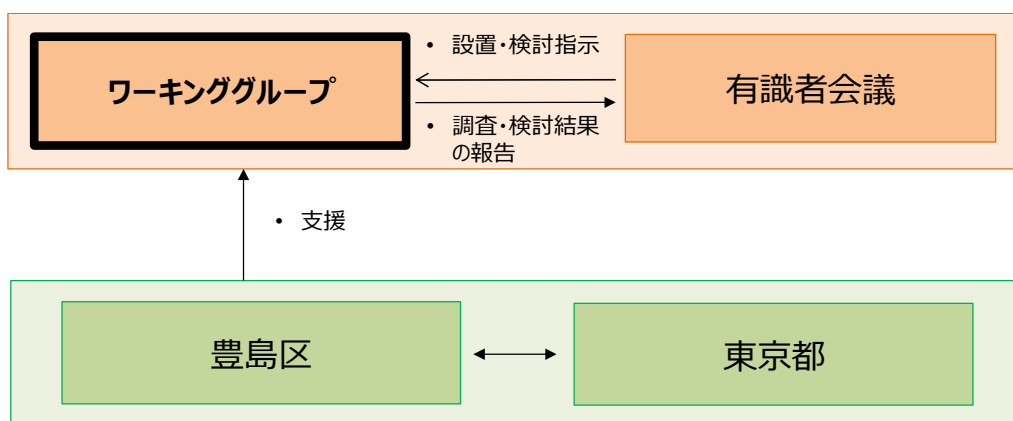 • 設置・検討指示
ワーキンググループ
有識者会議
• 調査・検討結果
の報告
• 支援
豊島区
東京都